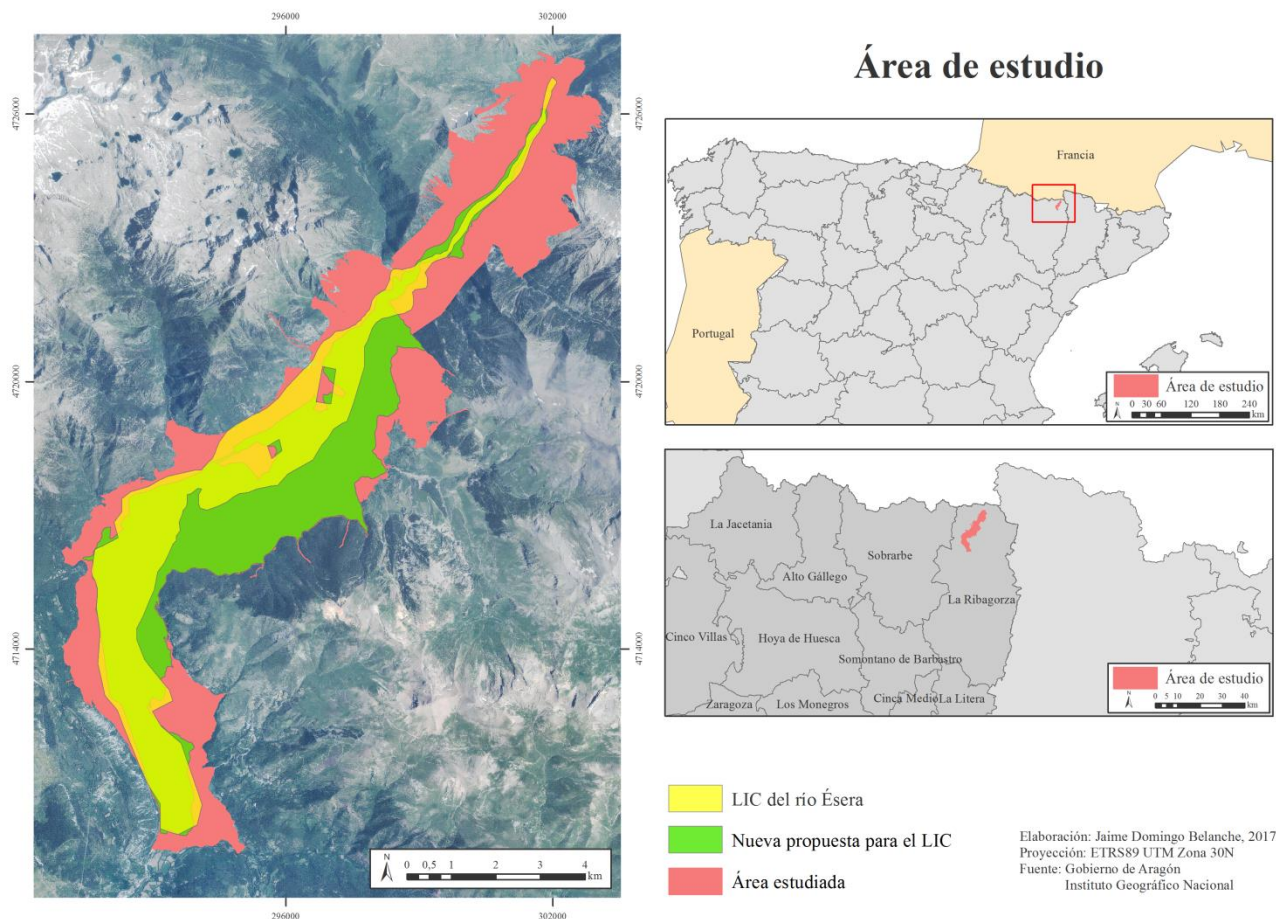 296000
302000
4726000
4720000
4714000
4726000
4720000
4714000
N
0 0,5 1 2 3 4
km
296000
302000
Área de estudio
Francia
Portugal
Área de estudio
N
0 30 60 120 180 240
km
La Jacetania
Alto Gállego
Sobrarbe
La Ribagorza
Cinco Villas
Hoya de Huesca
Somontano de Barbastro
Zaragoza
Los Monegros
Cinca Medio
La Litera
Área de estudio
N
0 5 10 20 30 40
km
LIC del río Ésera
Nueva propuesta para el LIC
Área estudiada
Elaboración: Jaime Domingo Belanche, 2017
Proyección: ETRS89 UTM Zona 30N
Fuente: Gobierno de Aragón
Instituto Geográfico Nacional